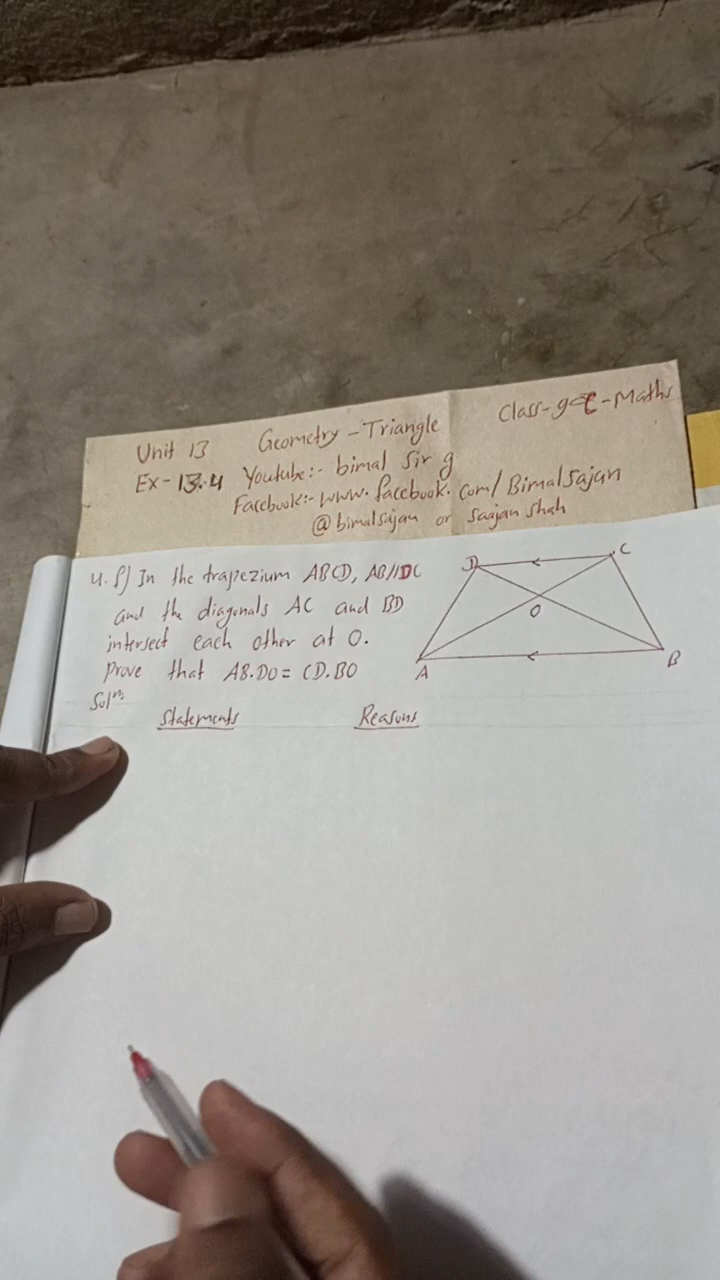 Unit 13 Geometry - Triangle Class-9 - Maths
Ex- 13.4 Youtube:- bimal Sir g
Facebook:- www.facebook.com/BimalSajan
@bimalsajan or Saajan Shah
4. f) In the trapezium ABCD, AB//DC
and the diagonals AC and BD
intersect each other at O.
Prove that AB.DO = CD.BO
Solⁿ:
Statements Reasons
D C
O
A B